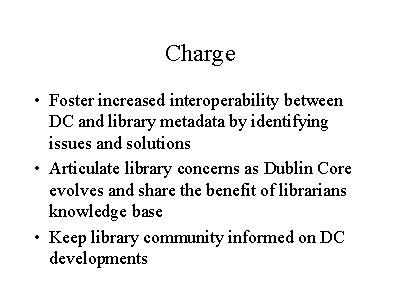 Charge
• Foster increased interoperability between
DC and library metadata by identifying
issues and solutions
• Articulate library concerns as Dublin Core
evolves and share the benefit of librarians
knowledge base
• Keep library community informed on DC
developments